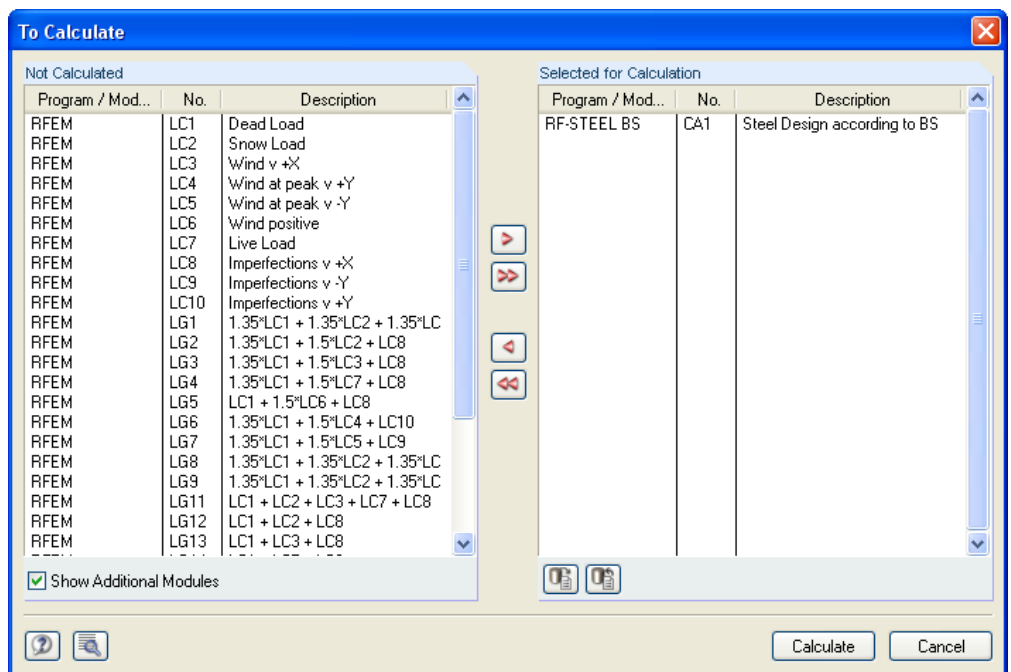 To Calculate
Not Calculated
Program / Mod... No. Description
RFEM LC1 Dead Load
RFEM LC2 Snow Load
RFEM LC3 Wind v +X
RFEM LC4 Wind at peak v +Y
RFEM LC5 Wind at peak v -Y
RFEM LC6 Wind positive
RFEM LC7 Live Load
RFEM LC8 Imperfections v +X
RFEM LC9 Imperfections v -Y
RFEM LC10 Imperfections v +Y
RFEM LG1 1.35*LC1 + 1.35*LC2 + 1.35*LC
RFEM LG2 1.35*LC1 + 1.5*LC2 + LC8
RFEM LG3 1.35*LC1 + 1.5*LC3 + LC8
RFEM LG4 1.35*LC1 + 1.5*LC7 + LC8
RFEM LG5 LC1 + 1.5*LC6 + LC8
RFEM LG6 1.35*LC1 + 1.5*LC4 + LC10
RFEM LG7 1.35*LC1 + 1.5*LC5 + LC9
RFEM LG8 1.35*LC1 + 1.35*LC2 + 1.35*LC
RFEM LG9 1.35*LC1 + 1.35*LC2 + 1.35*LC
RFEM LG11 LC1 + LC2 + LC3 + LC7 + LC8
RFEM LG12 LC1 + LC2 + LC8
RFEM LG13 LC1 + LC3 + LC8
Show Additional Modules
Selected for Calculation
Program / Mod... No. Description
RF-STEEL BS CA1 Steel Design according to BS
Calculate
Cancel